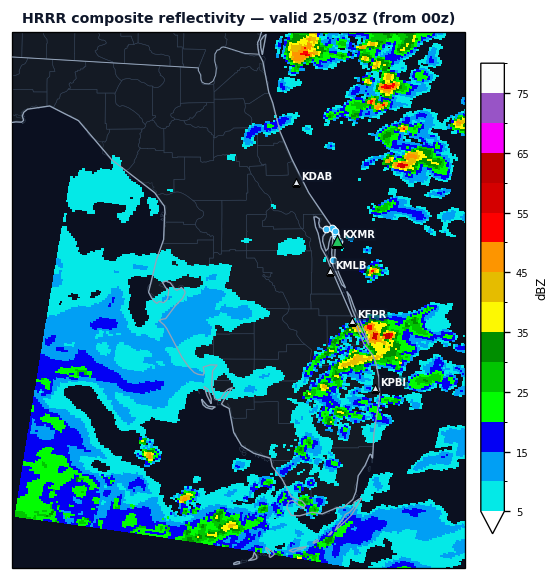 HRRR composite reflectivity — valid 25/03Z (from 00z)
KDAB
KXMR
KMLB
KFPR
KPBI
75
65
55
45
35
25
15
5
dBZ